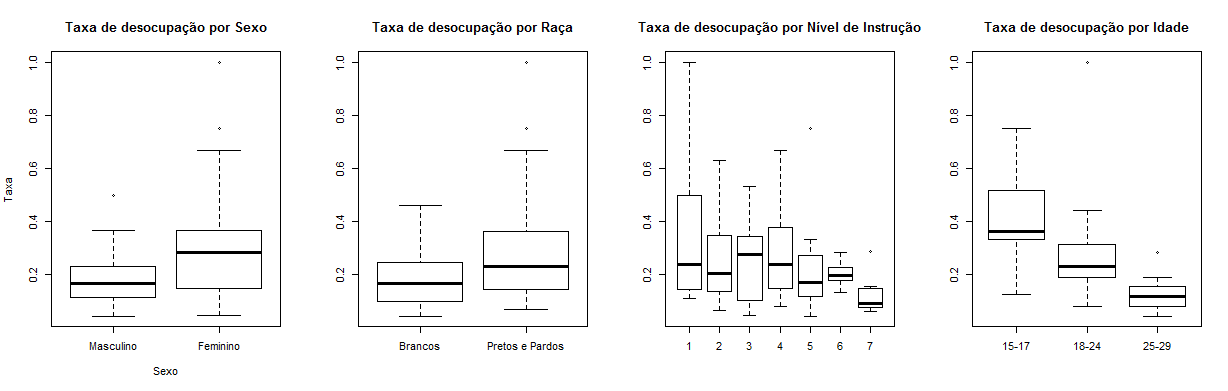 Taxa de desocupação por Sexo
Taxa
1.0
0.8
0.6
0.4
0.2
Masculino Feminino
Sexo
Taxa de desocupação por Raça
1.0
0.8
0.6
0.4
0.2
Brancos Pretos e Pardos
Taxa de desocupação por Nível de Instrução
1.0
0.8
0.6
0.4
0.2
1 2 3 4 5 6 7
Taxa de desocupação por Idade
1.0
0.8
0.6
0.4
0.2
15-17 18-24 25-29